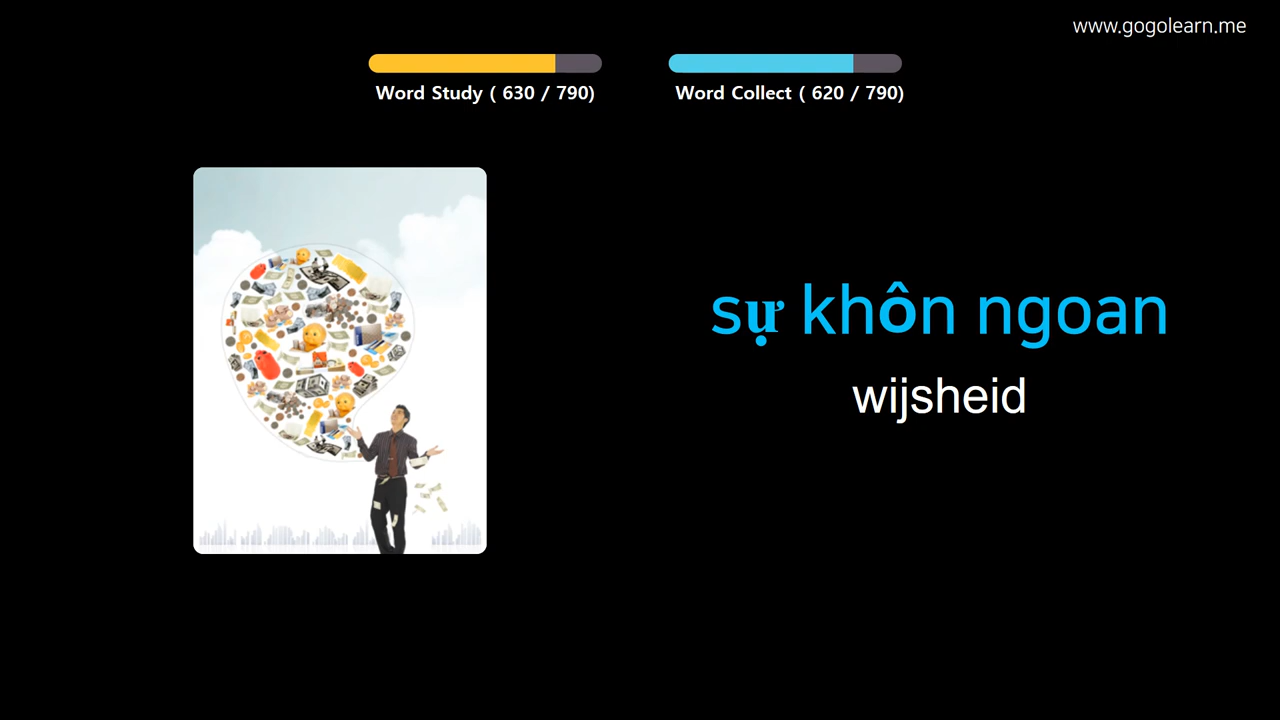 www.gogolearn.me
Word Study ( 630 / 790)
Word Collect ( 620 / 790)
sự khôn ngoan
wijsheid